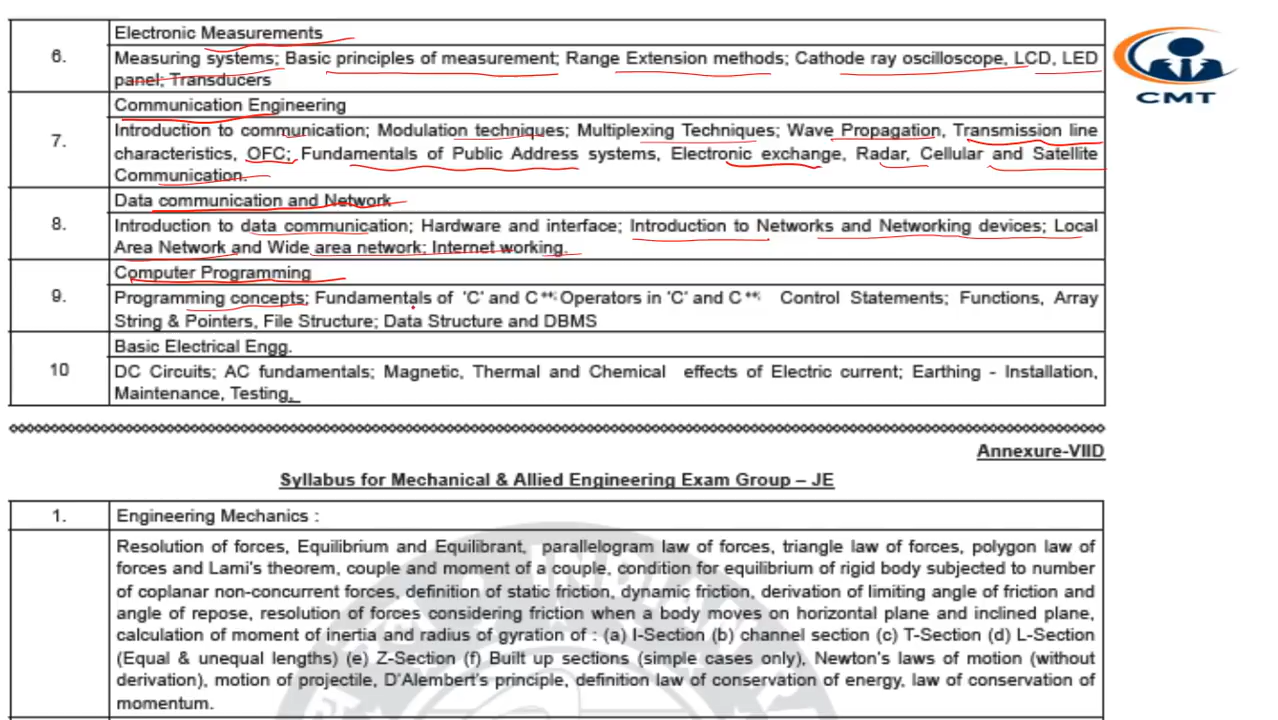 Electronic Measurements
6.
Measuring systems; Basic principles of measurement; Range Extension methods; Cathode ray oscilloscope, LCD, LED
panel; Transducers
CMT
Communication Engineering
7.
Introduction to communication; Modulation techniques; Multiplexing Techniques; Wave Propagation, Transmission line
characteristics, OFC; Fundamentals of Public Address systems, Electronic exchange, Radar, Cellular and Satellite
Communication.
Data communication and Network
8.
Introduction to data communication; Hardware and interface; Introduction to Networks and Networking devices; Local
Area Network and Wide area network; Internet working.
Computer Programming
9.
Programming concepts; Fundamentals of 'C' and C++; Operators in 'C' and C++; Control Statements; Functions, Array
String & Pointers, File Structure; Data Structure and DBMS
Basic Electrical Engg.
10
DC Circuits; AC fundamentals; Magnetic, Thermal and Chemical effects of Electric current; Earthing - Installation,
Maintenance, Testing,
Annexure-VIID
Syllabus for Mechanical & Allied Engineering Exam Group – JE
1. Engineering Mechanics :
Resolution of forces, Equilibrium and Equilibrant, parallelogram law of forces, triangle law of forces, polygon law of
forces and Lami's theorem, couple and moment of a couple, condition for equilibrium of rigid body subjected to number
of coplanar non-concurrent forces, definition of static friction, dynamic friction, derivation of limiting angle of friction and
angle of repose, resolution of forces considering friction when a body moves on horizontal plane and inclined plane,
calculation of moment of inertia and radius of gyration of : (a) I-Section (b) channel section (c) T-Section (d) L-Section
(Equal & unequal lengths) (e) Z-Section (f) Built up sections (simple cases only), Newton's laws of motion (without
derivation), motion of projectile, D'Alembert's principle, definition law of conservation of energy, law of conservation of
momentum.